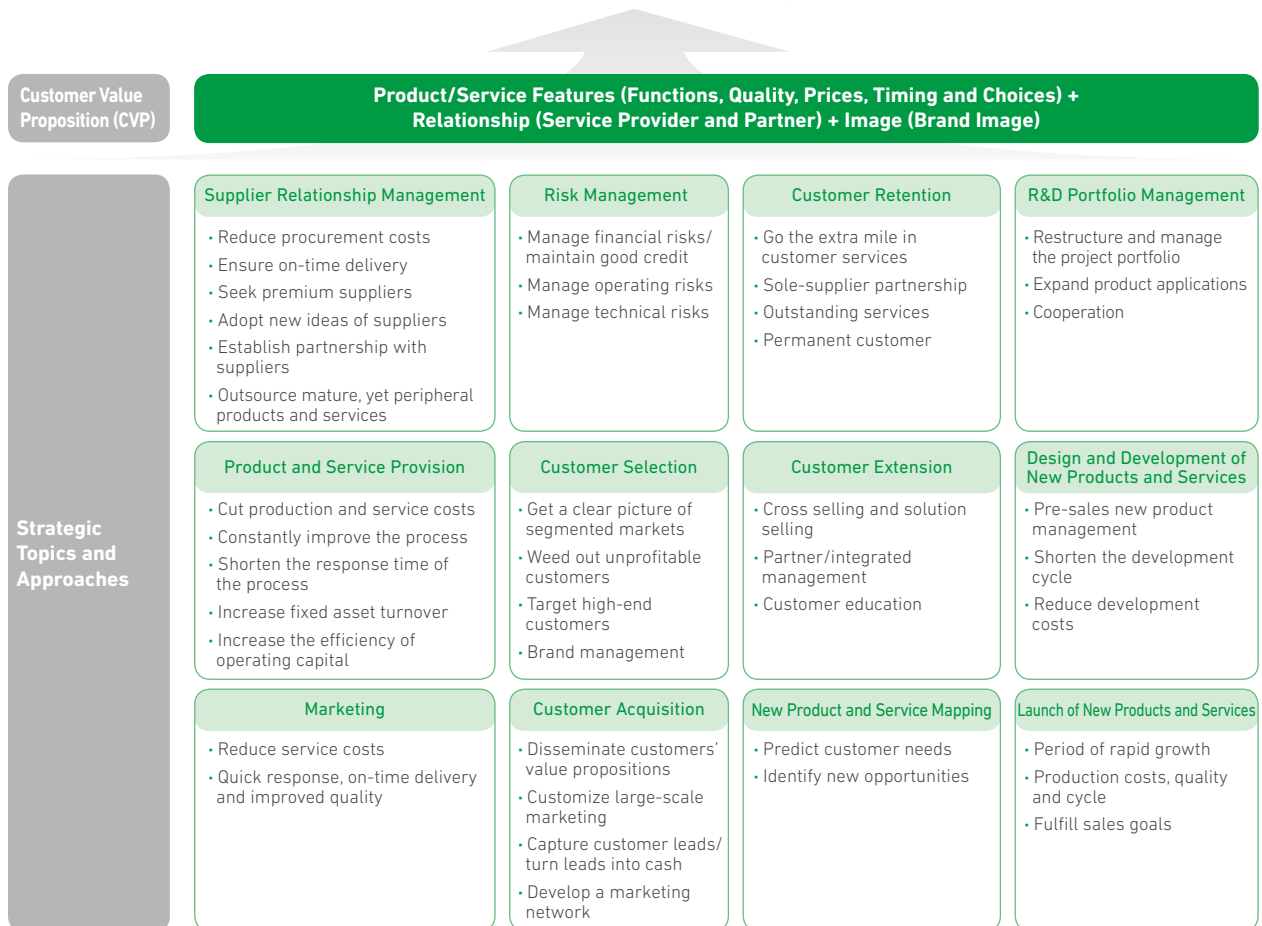 Customer Value
Proposition (CVP)
Product/Service Features (Functions, Quality, Prices, Timing and Choices) +
Relationship (Service Provider and Partner) + Image (Brand Image)
Strategic
Topics and
Approaches
Supplier Relationship Management
· Reduce procurement costs
· Ensure on-time delivery
· Seek premium suppliers
· Adopt new ideas of suppliers
· Establish partnership with
suppliers
· Outsource mature, yet peripheral
products and services
Risk Management
· Manage financial risks/
maintain good credit
· Manage operating risks
· Manage technical risks
Customer Retention
· Go the extra mile in
customer services
· Sole-supplier partnership
· Outstanding services
· Permanent customer
R&D Portfolio Management
· Restructure and manage
the project portfolio
· Expand product applications
· Cooperation
Product and Service Provision
· Cut production and service costs
· Constantly improve the process
· Shorten the response time of
the process
· Increase fixed asset turnover
· Increase the efficiency of
operating capital
Customer Selection
· Get a clear picture of
segmented markets
· Weed out unprofitable
customers
· Target high-end
customers
· Brand management
Customer Extension
· Cross selling and solution
selling
· Partner/integrated
management
· Customer education
Design and Development of
New Products and Services
· Pre-sales new product
management
· Shorten the development
cycle
· Reduce development
costs
Marketing
· Reduce service costs
· Quick response, on-time delivery
and improved quality
Customer Acquisition
· Disseminate customers'
value propositions
· Customize large-scale
marketing
· Capture customer leads/
turn leads into cash
· Develop a marketing
network
New Product and Service Mapping
· Predict customer needs
· Identify new opportunities
Launch of New Products and Services
· Period of rapid growth
· Production costs, quality
and cycle
· Fulfill sales goals